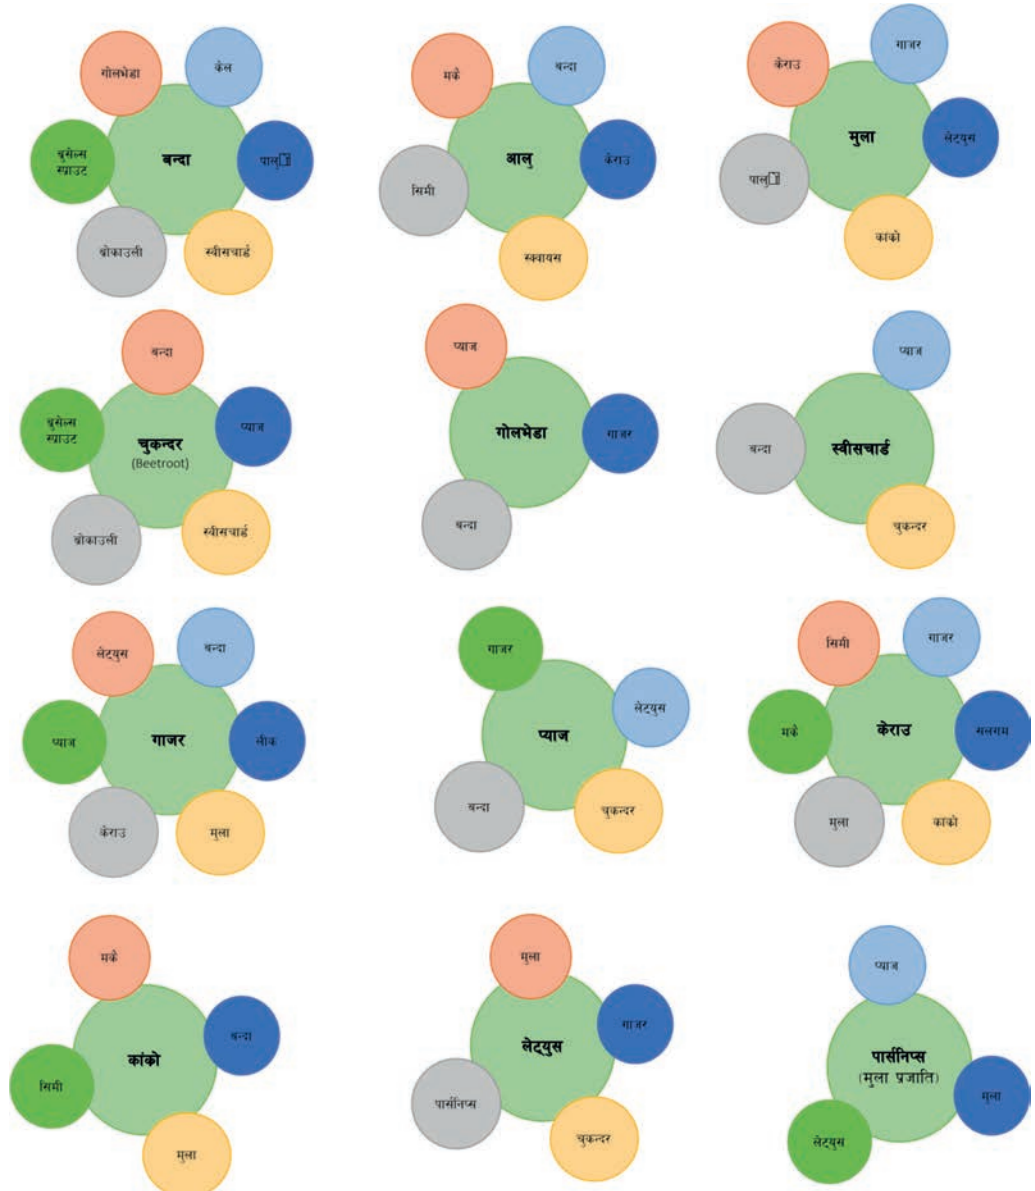 गोलभेडा
केल
बुसेल्स
स्प्राउट
बन्दा
ब्रोकाउली
स्वीसचार्ड
मकै
बन्दा
सिमी
आलु
केराउ
स्क्वायस
केराउ
गाजर
मुला
लेट्युस
कांको
बन्दा
बुसेल्स
स्प्राउट
चुकन्दर
(Beetroot)
प्याज
ब्रोकाउली
स्वीसचार्ड
प्याज
गोलभेडा
गाजर
बन्दा
प्याज
बन्दा
स्वीसचार्ड
चुकन्दर
लेट्युस
बन्दा
प्याज
गाजर
लीक
केराउ
मुला
गाजर
लेट्युस
प्याज
बन्दा
चुकन्दर
सिमी
गाजर
मकै
केराउ
सलगम
मुला
कांको
मकै
बन्दा
कांको
सिमी
मुला
मुला
गाजर
लेट्युस
पार्सनिप्स
चुकन्दर
प्याज
पार्सनिप्स
(मुला प्रजाति)
मुला
लेट्युस